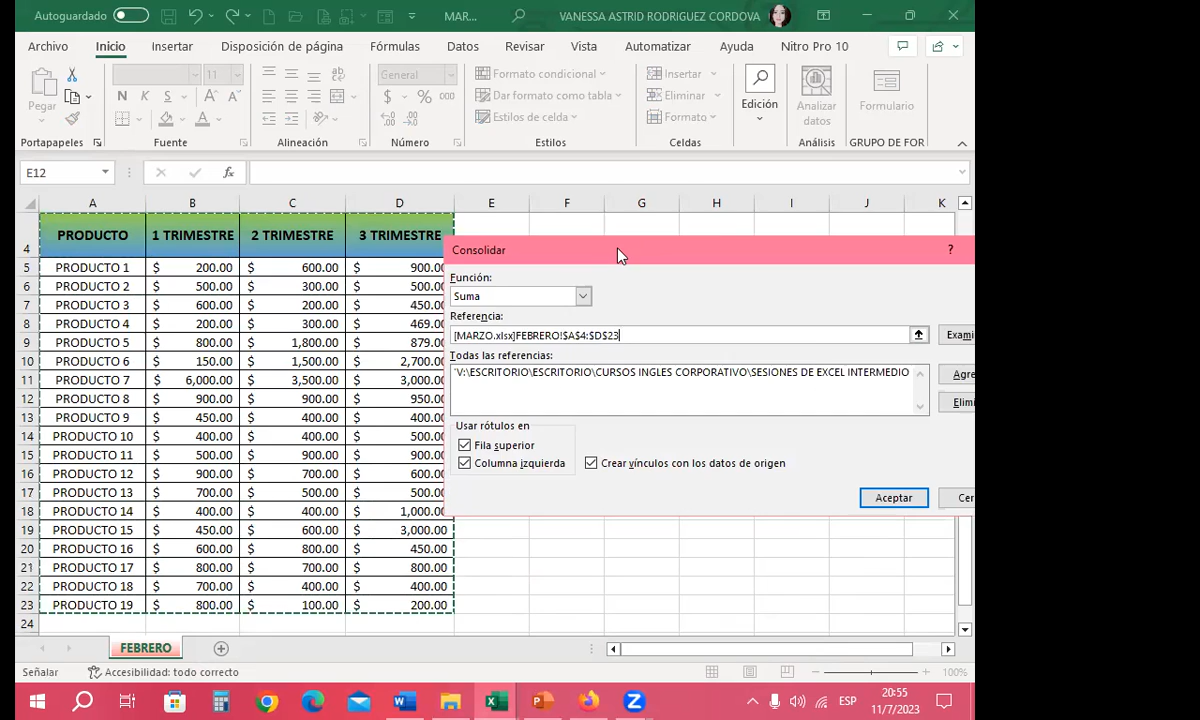 Autoguardado MAR... VANESSA ASTRID RODRIGUEZ CORDOVA
Archivo Inicio Insertar Disposición de página Fórmulas Datos Revisar Vista Automatizar Ayuda Nitro Pro 10
Pegar
11
N K S A A
A
General
$ % 000
Formato condicional
Dar formato como tabla
Estilos de celda
Insertar
Eliminar
Formato
Edición
Analizar datos
Formulario
Portapapeles Fuente Alineación Número Estilos Celdas Análisis GRUPO DE FOR
E12 fx
A B C D E F G H I J K
4 PRODUCTO 1 TRIMESTRE 2 TRIMESTRE 3 TRIMESTRE
5 PRODUCTO 1 $ 200.00 $ 600.00 $ 900.00
6 PRODUCTO 2 $ 500.00 $ 300.00 $ 500.00
7 PRODUCTO 3 $ 600.00 $ 200.00 $ 450.00
8 PRODUCTO 4 $ 200.00 $ 300.00 $ 469.00
9 PRODUCTO 5 $ 800.00 $ 1,800.00 $ 879.00
10 PRODUCTO 6 $ 150.00 $ 1,500.00 $ 2,700.00
11 PRODUCTO 7 $ 6,000.00 $ 3,500.00 $ 3,000.00
12 PRODUCTO 8 $ 900.00 $ 900.00 $ 950.00
13 PRODUCTO 9 $ 450.00 $ 400.00 $ 400.00
14 PRODUCTO 10 $ 400.00 $ 400.00 $ 500.00
15 PRODUCTO 11 $ 500.00 $ 900.00 $ 900.00
16 PRODUCTO 12 $ 900.00 $ 700.00 $ 600.00
17 PRODUCTO 13 $ 700.00 $ 500.00 $ 500.00
18 PRODUCTO 14 $ 400.00 $ 400.00 $ 1,000.00
19 PRODUCTO 15 $ 450.00 $ 600.00 $ 3,000.00
20 PRODUCTO 16 $ 600.00 $ 800.00 $ 450.00
21 PRODUCTO 17 $ 800.00 $ 700.00 $ 800.00
22 PRODUCTO 18 $ 700.00 $ 400.00 $ 400.00
23 PRODUCTO 19 $ 800.00 $ 100.00 $ 200.00
24
Consolidar ?
Función:
Suma
Referencia:
[MARZO.xlsx]FEBRERO!$A$4:$D$23 Exami
Todas las referencias:
'V:\ESCRITORIO\ESCRITORIO\CURSOS INGLES CORPORATIVO\SESIONES DE EXCEL INTERMEDIO Agre
Elimi
Usar rótulos en
Fila superior
Columna izquierda Crear vínculos con los datos de origen
Aceptar Cer
FEBRERO
Señalar Accesibilidad: todo correcto 100%
ESP 20:55
11/7/2023